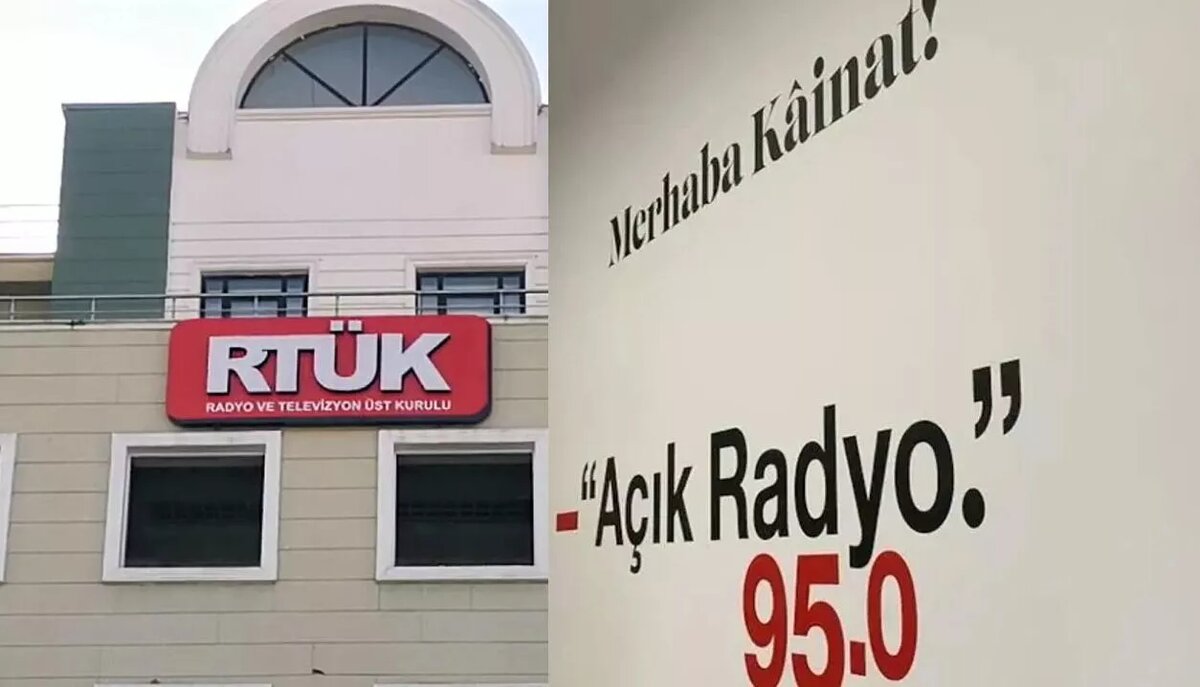 RTÜK
RADYO VE TELEVİZYON ÜST KURULU
Merhaba Kâinat!
–“Açık Radyo.”
95.0